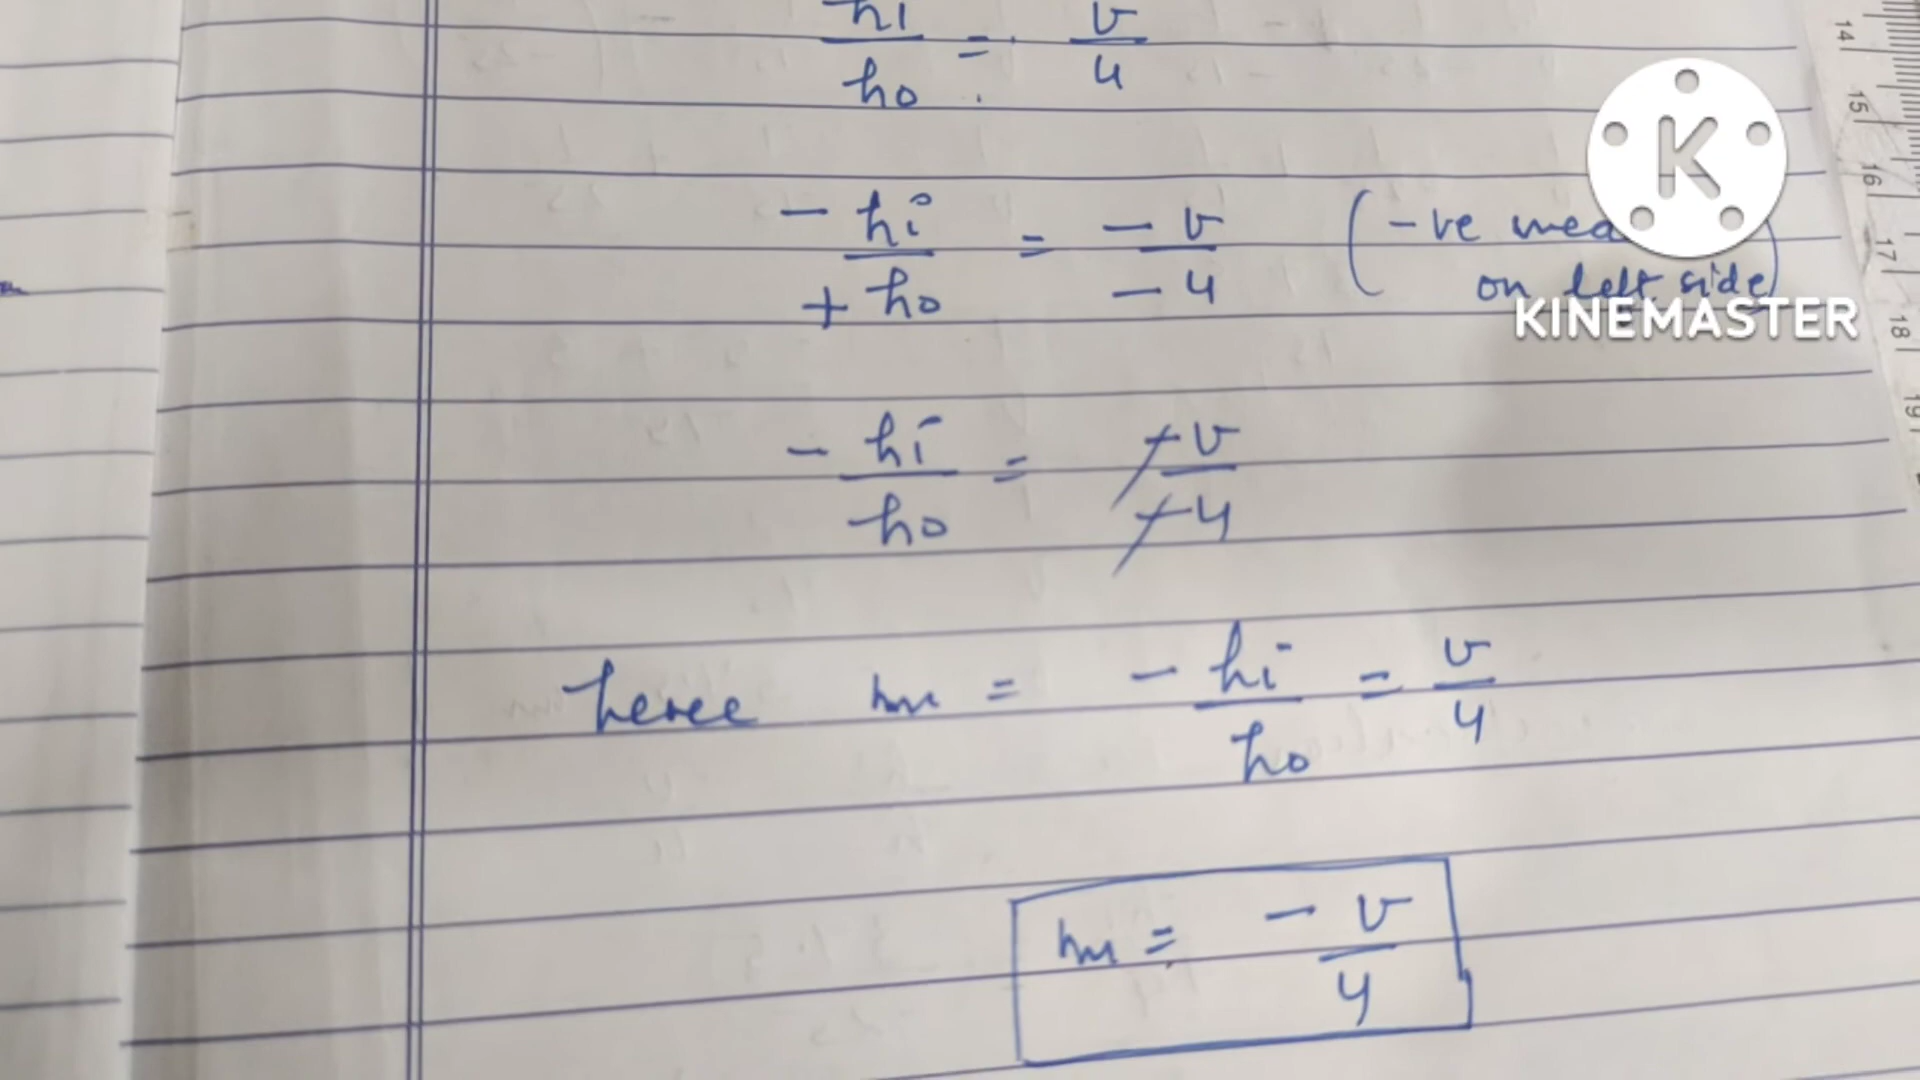 hi/ho = v/u
-hi/+ho = -v/-u (-ve mea
on left side)
-hi/ho = -v/-u
here m = -hi/ho = v/u
m = -v/u
KINEMASTER
14
15
16
17
18
19